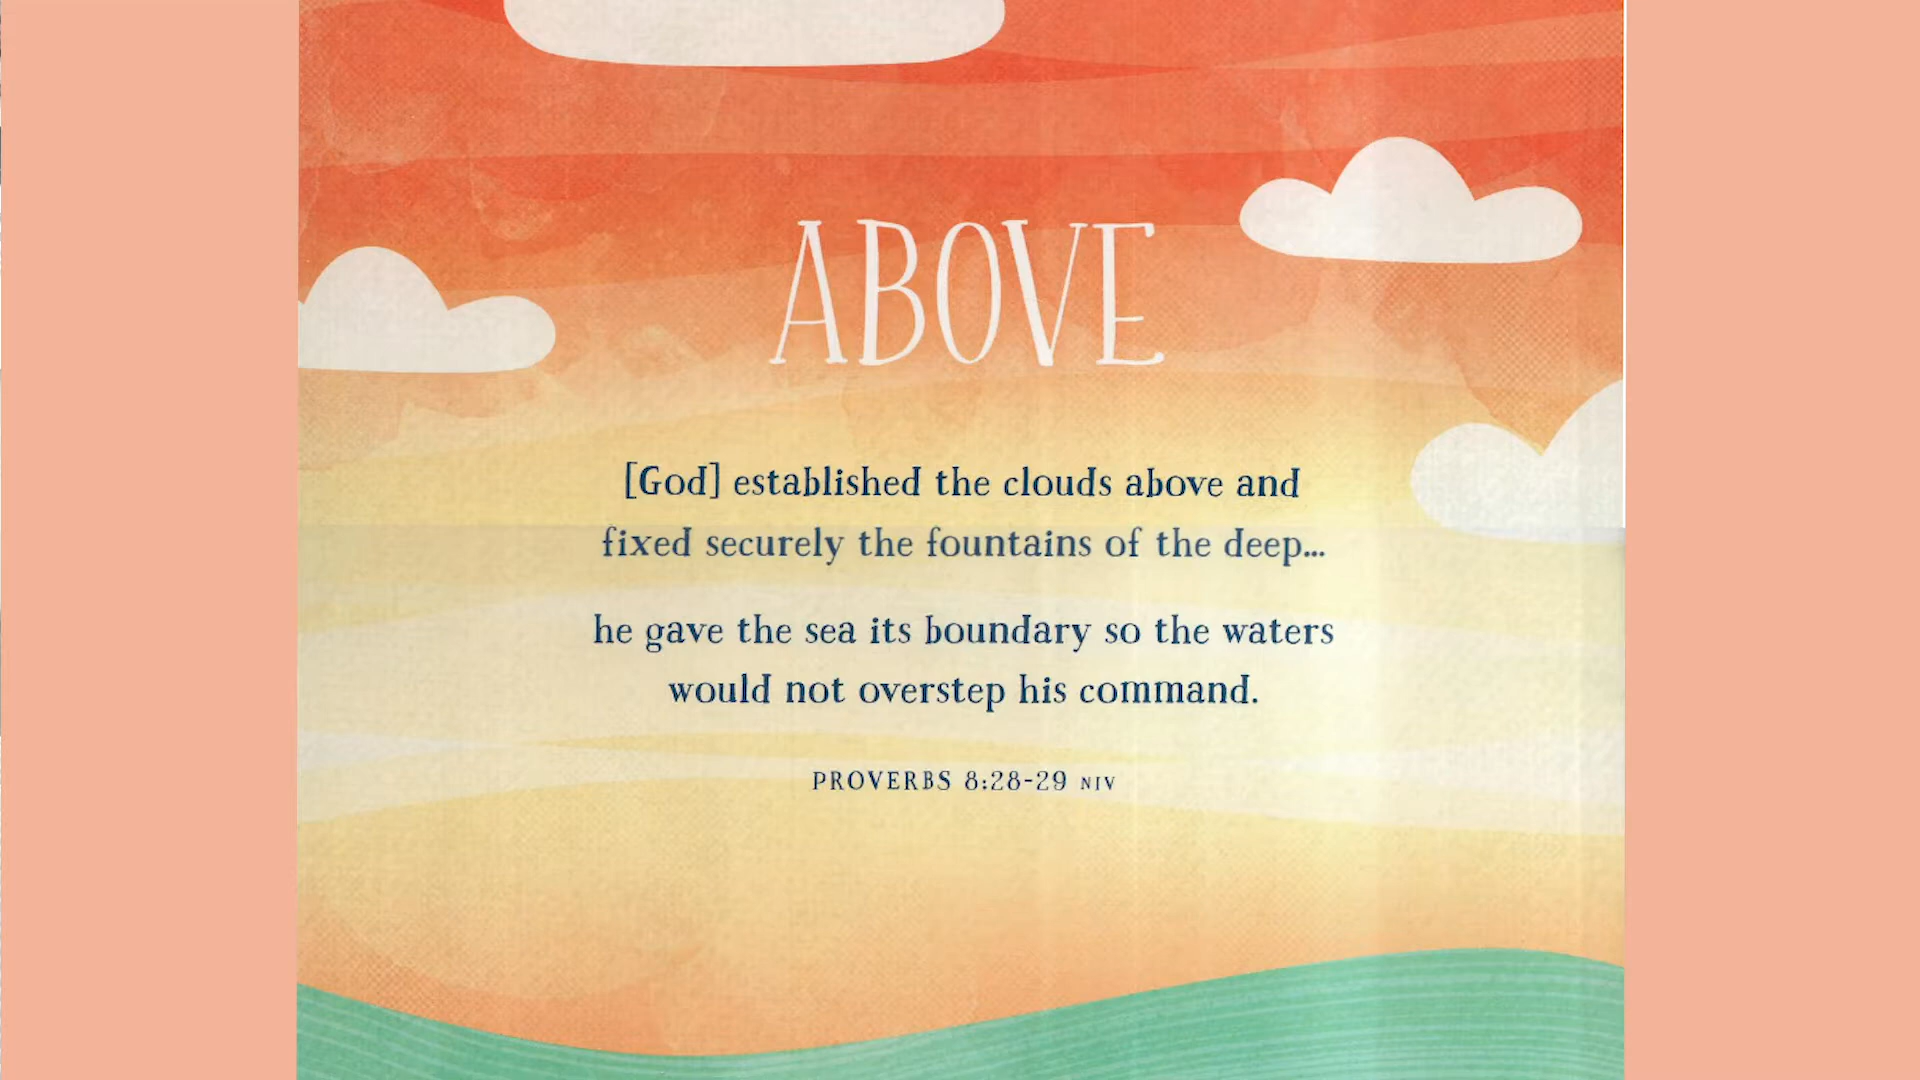 ABOVE
[God] established the clouds above and
fixed securely the fountains of the deep...
he gave the sea its boundary so the waters
would not overstep his command.
PROVERBS 8:28-29 NIV